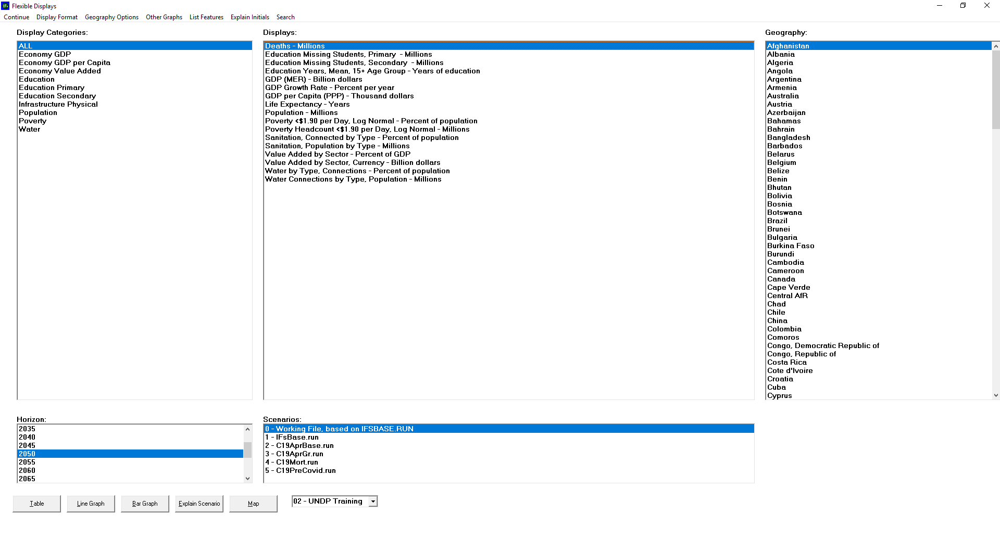 Flexible Displays
Continue Display Format Geography Options Other Graphs List Features Explain Initials Search
Display Categories:
ALL
Economy GDP
Economy GDP per Capita
Economy Value Added
Education
Education Primary
Education Secondary
Infrastructure Physical
Population
Poverty
Water
Displays:
Deaths - Millions
Education Missing Students, Primary - Millions
Education Missing Students, Secondary - Millions
Education Years, Mean, 15+ Age Group - Years of education
GDP (MER) - Billion dollars
GDP Growth Rate - Percent per year
GDP per Capita (PPP) - Thousand dollars
Life Expectancy - Years
Population - Millions
Poverty <$1.90 per Day, Log Normal - Percent of population
Poverty Headcount <$1.90 per Day, Log Normal - Millions
Sanitation, Connected by Type - Percent of population
Sanitation, Population by Type - Millions
Value Added by Sector - Percent of GDP
Value Added by Sector, Currency - Billion dollars
Water by Type, Connections - Percent of population
Water Connections by Type, Population - Millions
Geography:
Afghanistan
Albania
Algeria
Angola
Argentina
Armenia
Australia
Austria
Azerbaijan
Bahamas
Bahrain
Bangladesh
Barbados
Belarus
Belgium
Belize
Benin
Bhutan
Bolivia
Bosnia
Botswana
Brazil
Brunei
Bulgaria
Burkina Faso
Burundi
Cambodia
Cameroon
Canada
Cape Verde
Central AfR
Chad
Chile
China
Colombia
Comoros
Congo, Democratic Republic of
Congo, Republic of
Costa Rica
Cote d'Ivoire
Croatia
Cuba
Cyprus
Horizon:
2035
2040
2045
2050
2055
2060
2065
Scenarios:
0 - Working File, based on IFSBASE.RUN
1 - IFsBase.run
2 - C19AprBase.run
3 - C19AprGr.run
4 - C19Mort.run
5 - C19PreCovid.run
Table Line Graph Bar Graph Explain Scenario Map 02 - UNDP Training